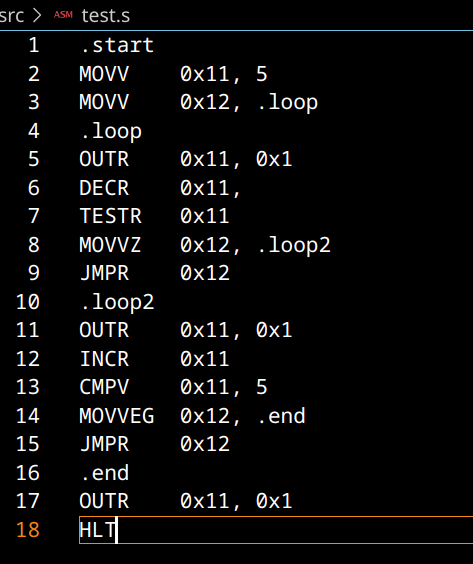 src > ASM test.s
1 .start
2 MOVV 0x11, 5
3 MOVV 0x12, .loop
4 .loop
5 OUTR 0x11, 0x1
6 DECR 0x11,
7 TESTR 0x11
8 MOVVZ 0x12, .loop2
9 JMPR 0x12
10 .loop2
11 OUTR 0x11, 0x1
12 INCR 0x11
13 CMPV 0x11, 5
14 MOVVEG 0x12, .end
15 JMPR 0x12
16 .end
17 OUTR 0x11, 0x1
18 HLT